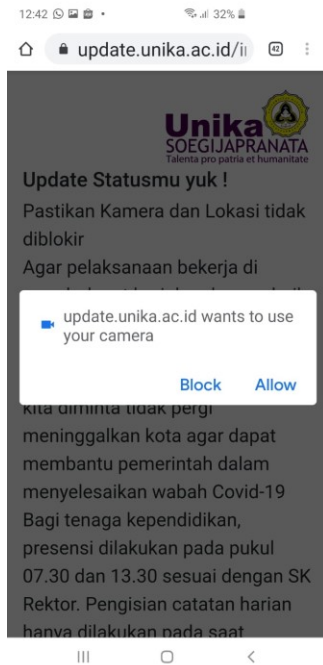 12:42 32%
update.unika.ac.id/ 42
Unika
SOEGIJAPRANATA
Talenta pro patria et humanitate
Update Statusmu yuk !
Pastikan Kamera dan Lokasi tidak
diblokir
Agar pelaksanaan bekerja di
update.unika.ac.id wants to use
your camera
Block Allow
kita diminta tidak pergi
meninggalkan kota agar dapat
membantu pemerintah dalam
menyelesaikan wabah Covid-19
Bagi tenaga kependidikan,
presensi dilakukan pada pukul
07.30 dan 13.30 sesuai dengan SK
Rektor. Pengisian catatan harian
hanya dilakukan pada saat